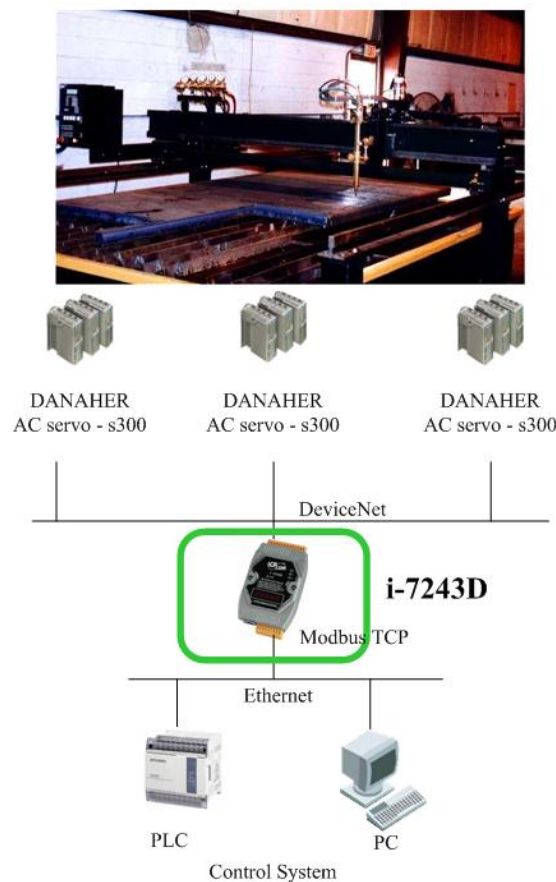 DANAHER
AC servo - s300
DANAHER
AC servo - s300
DANAHER
AC servo - s300
DeviceNet
i-7243D
Modbus TCP
Ethernet
PLC
PC
Control System